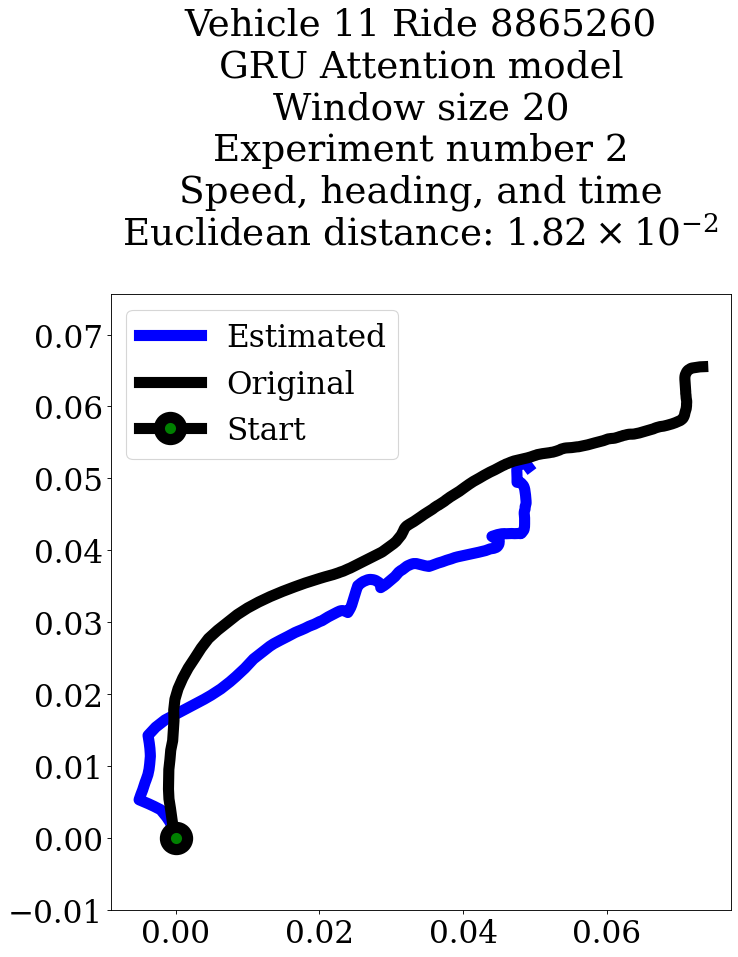 Vehicle 11 Ride 8865260
GRU Attention model
Window size 20
Experiment number 2
Speed, heading, and time
Euclidean distance: 1.82 × 10⁻²
Estimated
Original
Start
0.07
0.06
0.05
0.04
0.03
0.02
0.01
0.00
−0.01
0.00 0.02 0.04 0.06